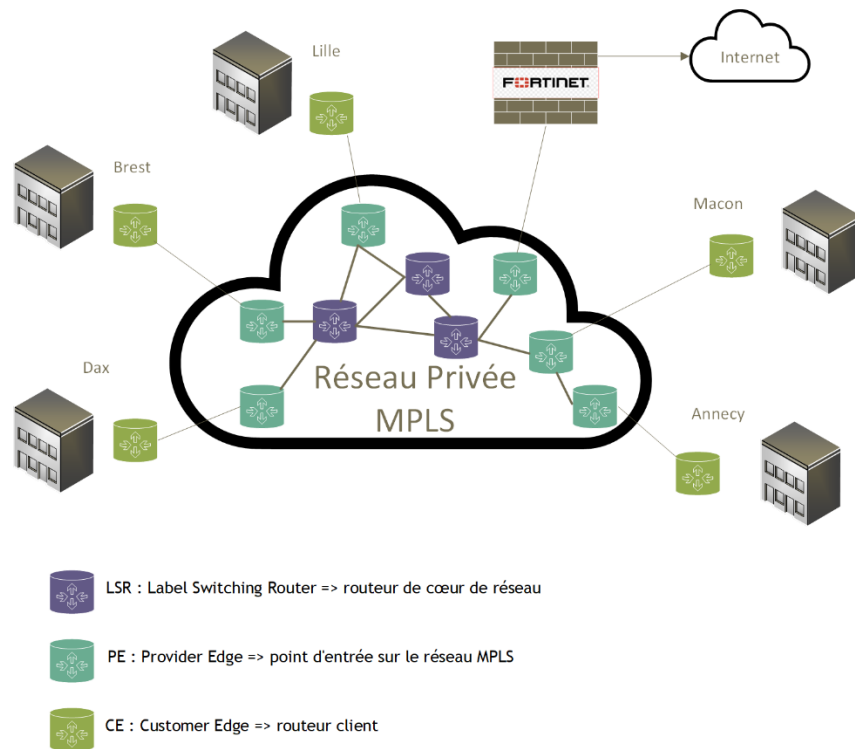 Lille
FORTINET
Internet
Brest
Macon
Dax
Réseau Privée
MPLS
Annecy
LSR : Label Switching Router => routeur de cœur de réseau
PE : Provider Edge => point d'entrée sur le réseau MPLS
CE : Customer Edge => routeur client